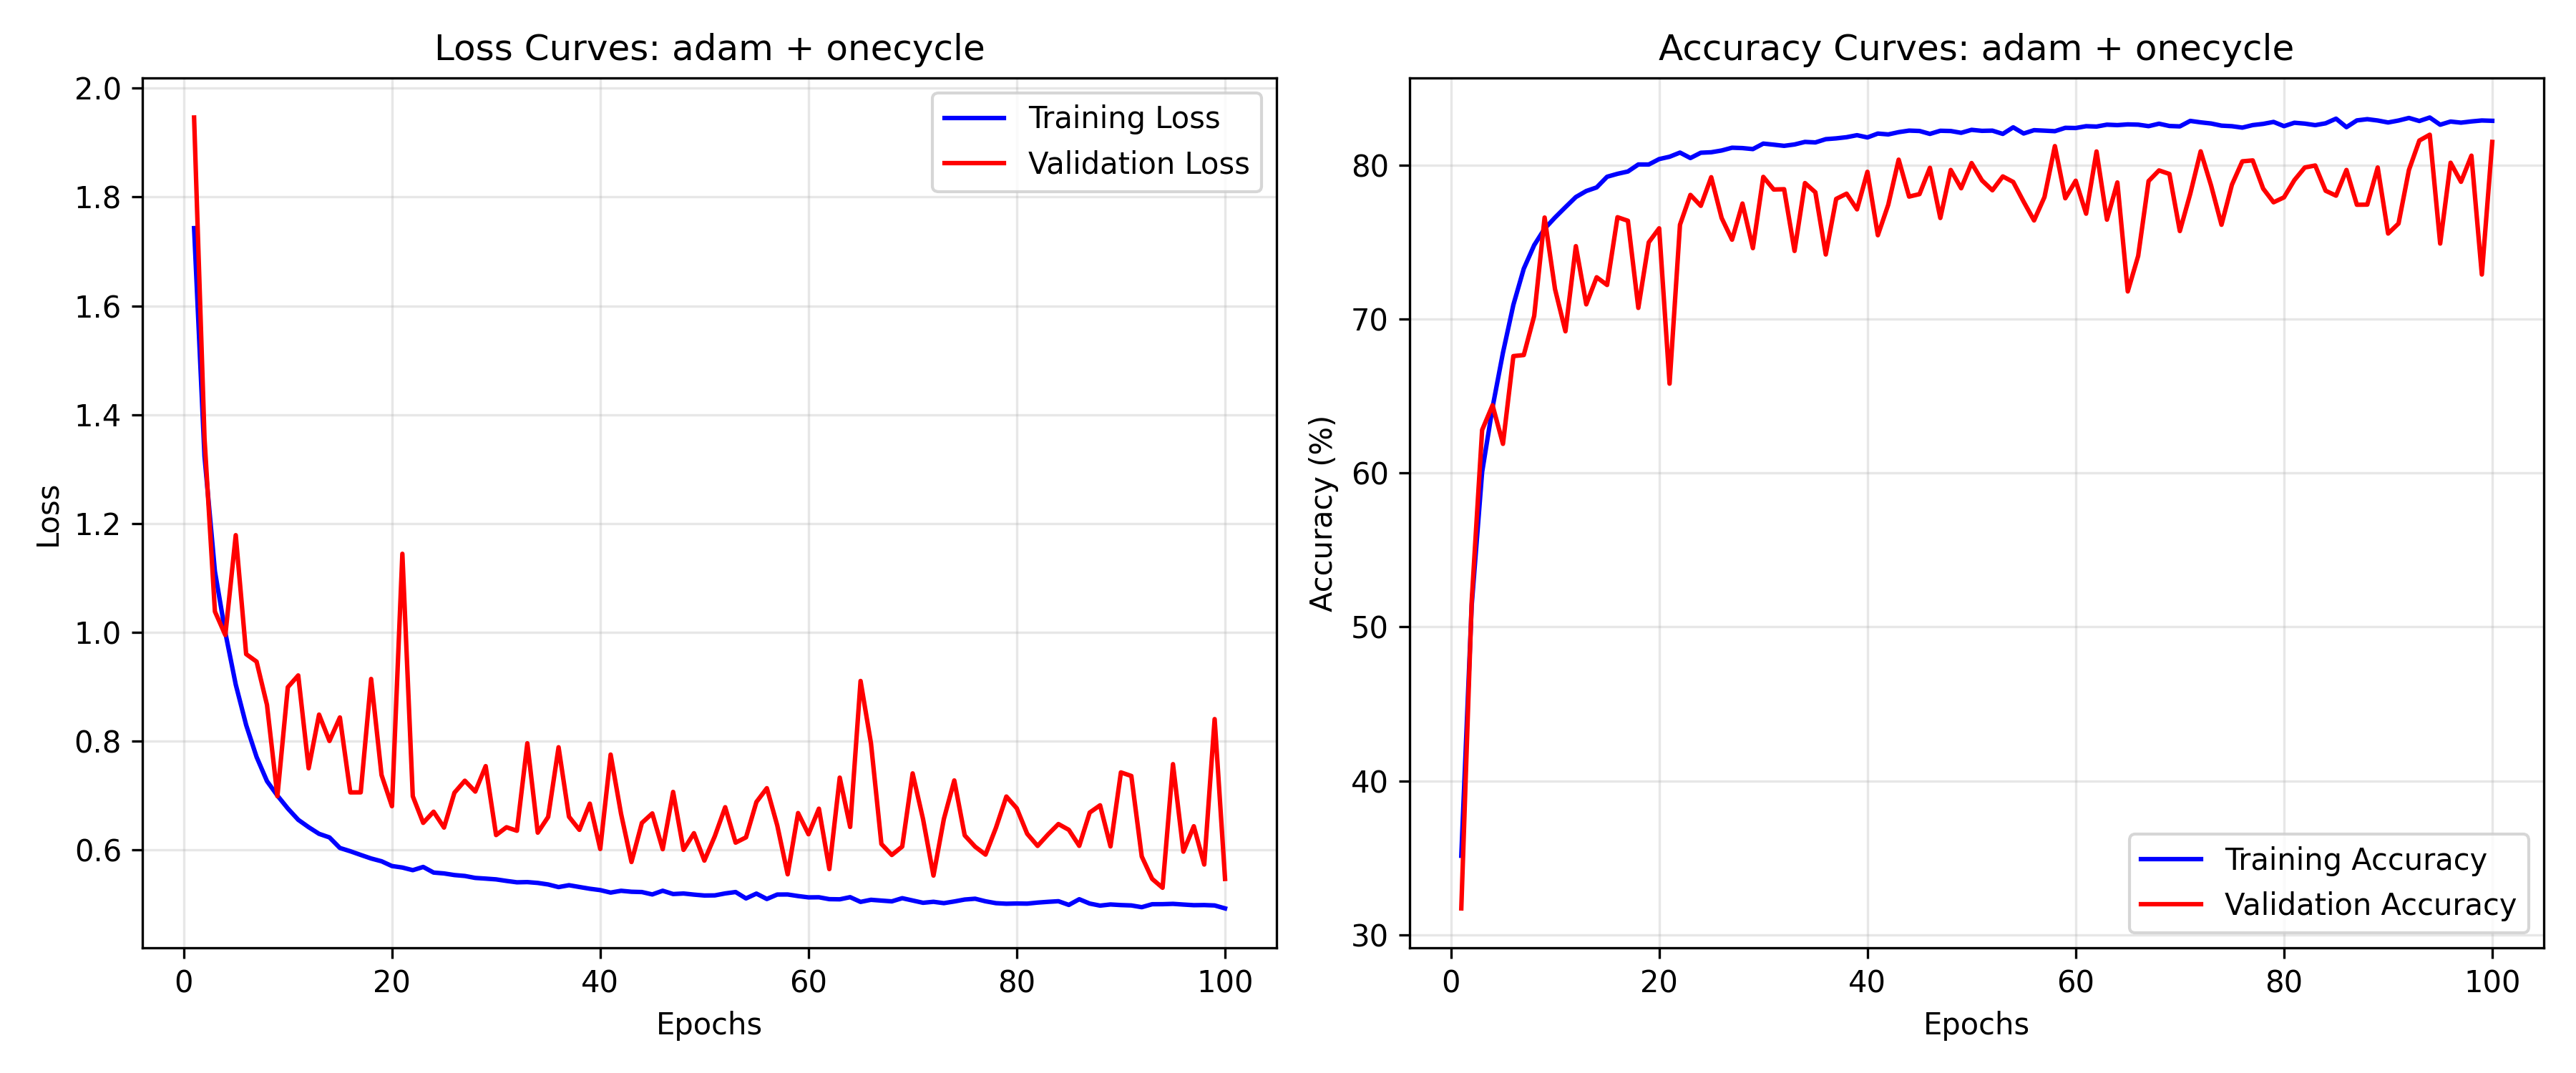 Loss Curves: adam + onecycle
2.0
1.8
1.6
1.4
1.2
1.0
0.8
0.6
Loss
Training Loss
Validation Loss
0 20 40 60 80 100
Epochs
Accuracy Curves: adam + onecycle
80
70
60
50
40
30
Accuracy (%)
Training Accuracy
Validation Accuracy
0 20 40 60 80 100
Epochs